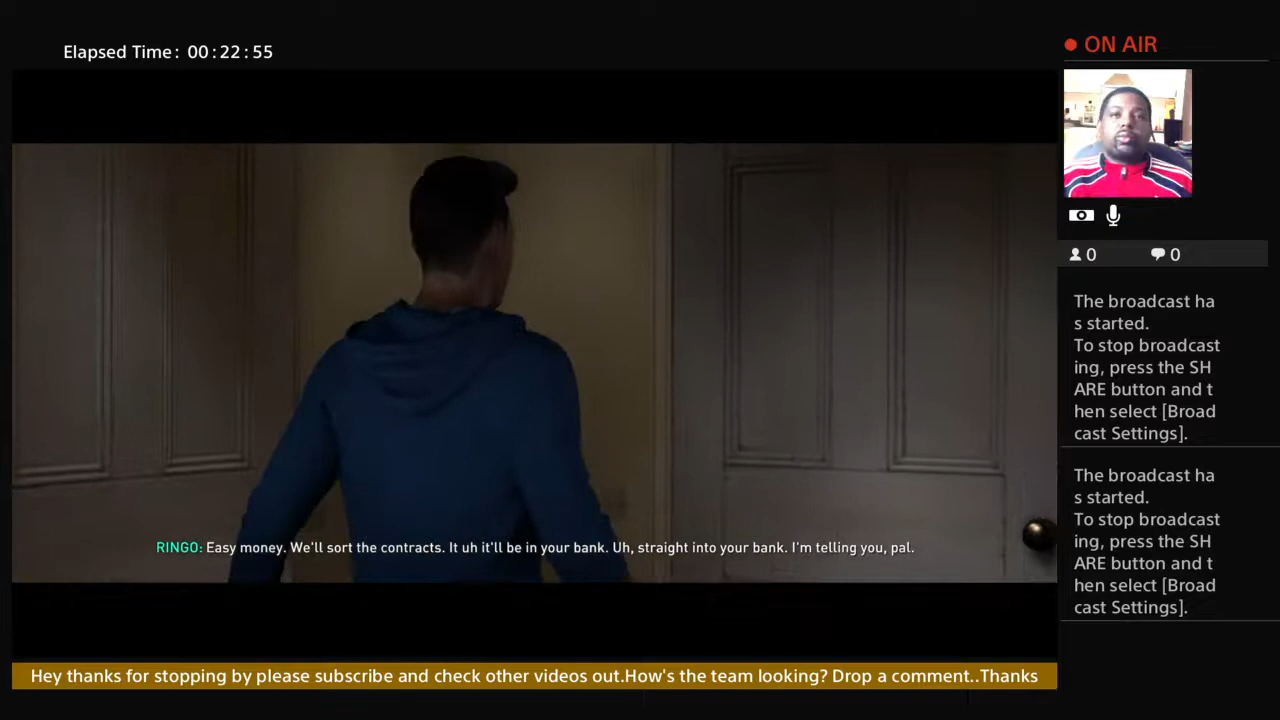 Elapsed Time: 00:22:55
ON AIR
0 0
The broadcast ha
s started.
To stop broadcast
ing, press the SH
ARE button and t
hen select [Broad
cast Settings].
The broadcast ha
s started.
To stop broadcast
ing, press the SH
ARE button and t
hen select [Broad
cast Settings].
RINGO: Easy money. We'll sort the contracts. It uh it'll be in your bank. Uh, straight into your bank. I'm telling you, pal.
Hey thanks for stopping by please subscribe and check other videos out.How's the team looking? Drop a comment..Thanks